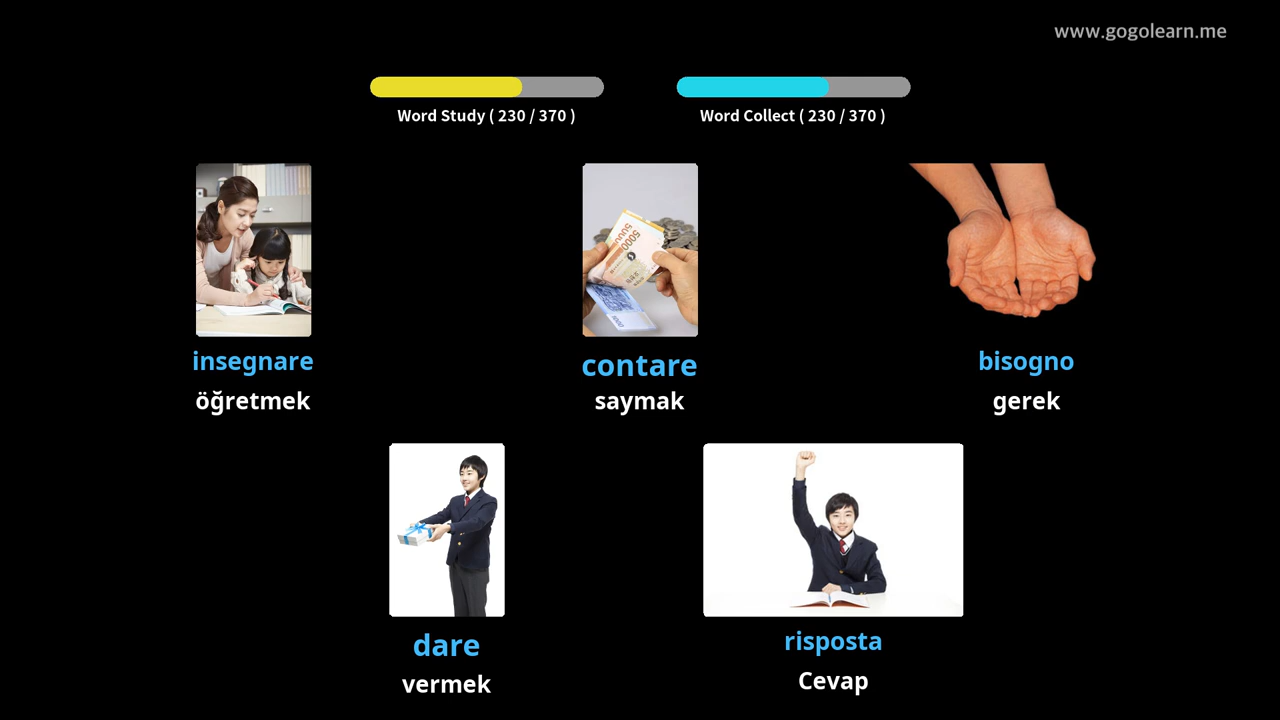 www.gogolearn.me
Word Study ( 230 / 370 )
Word Collect ( 230 / 370 )
5000
insegnare
contare
bisogno
öğretmek
saymak
gerek
dare
risposta
vermek
Cevap